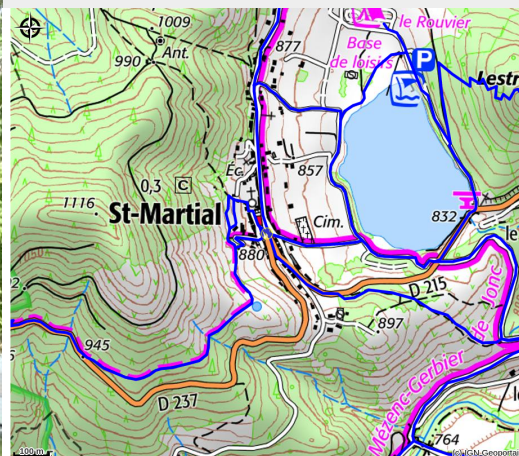 1009
Ant.
990
877
le Rouvier
Base
de loisirs
P
Lestr
Éc.
857
0,3 C
1116
St-Martial
Cim.
832
le
880
D 215
897
945
D 237
Mézenc-Gerbier
de Jonc
764
100 m
(c) IGN Geoportail